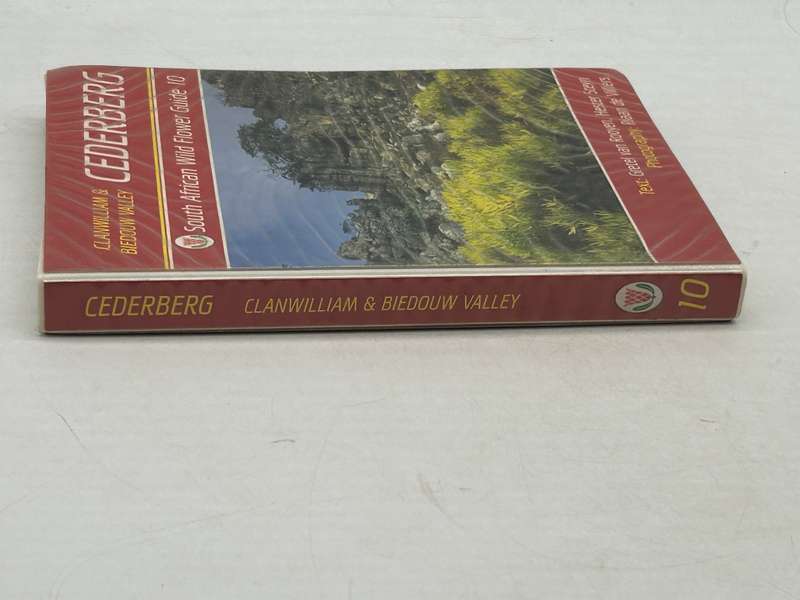 CLANWILLIAM &
BIEDOUW VALLEY
CEDERBERG
South African Wild Flower Guide 10
Text: Gretel van Rooyen, Hester Steyn
Photography: Riaan de Villiers
CEDERBERG CLANWILLIAM & BIEDOUW VALLEY 10